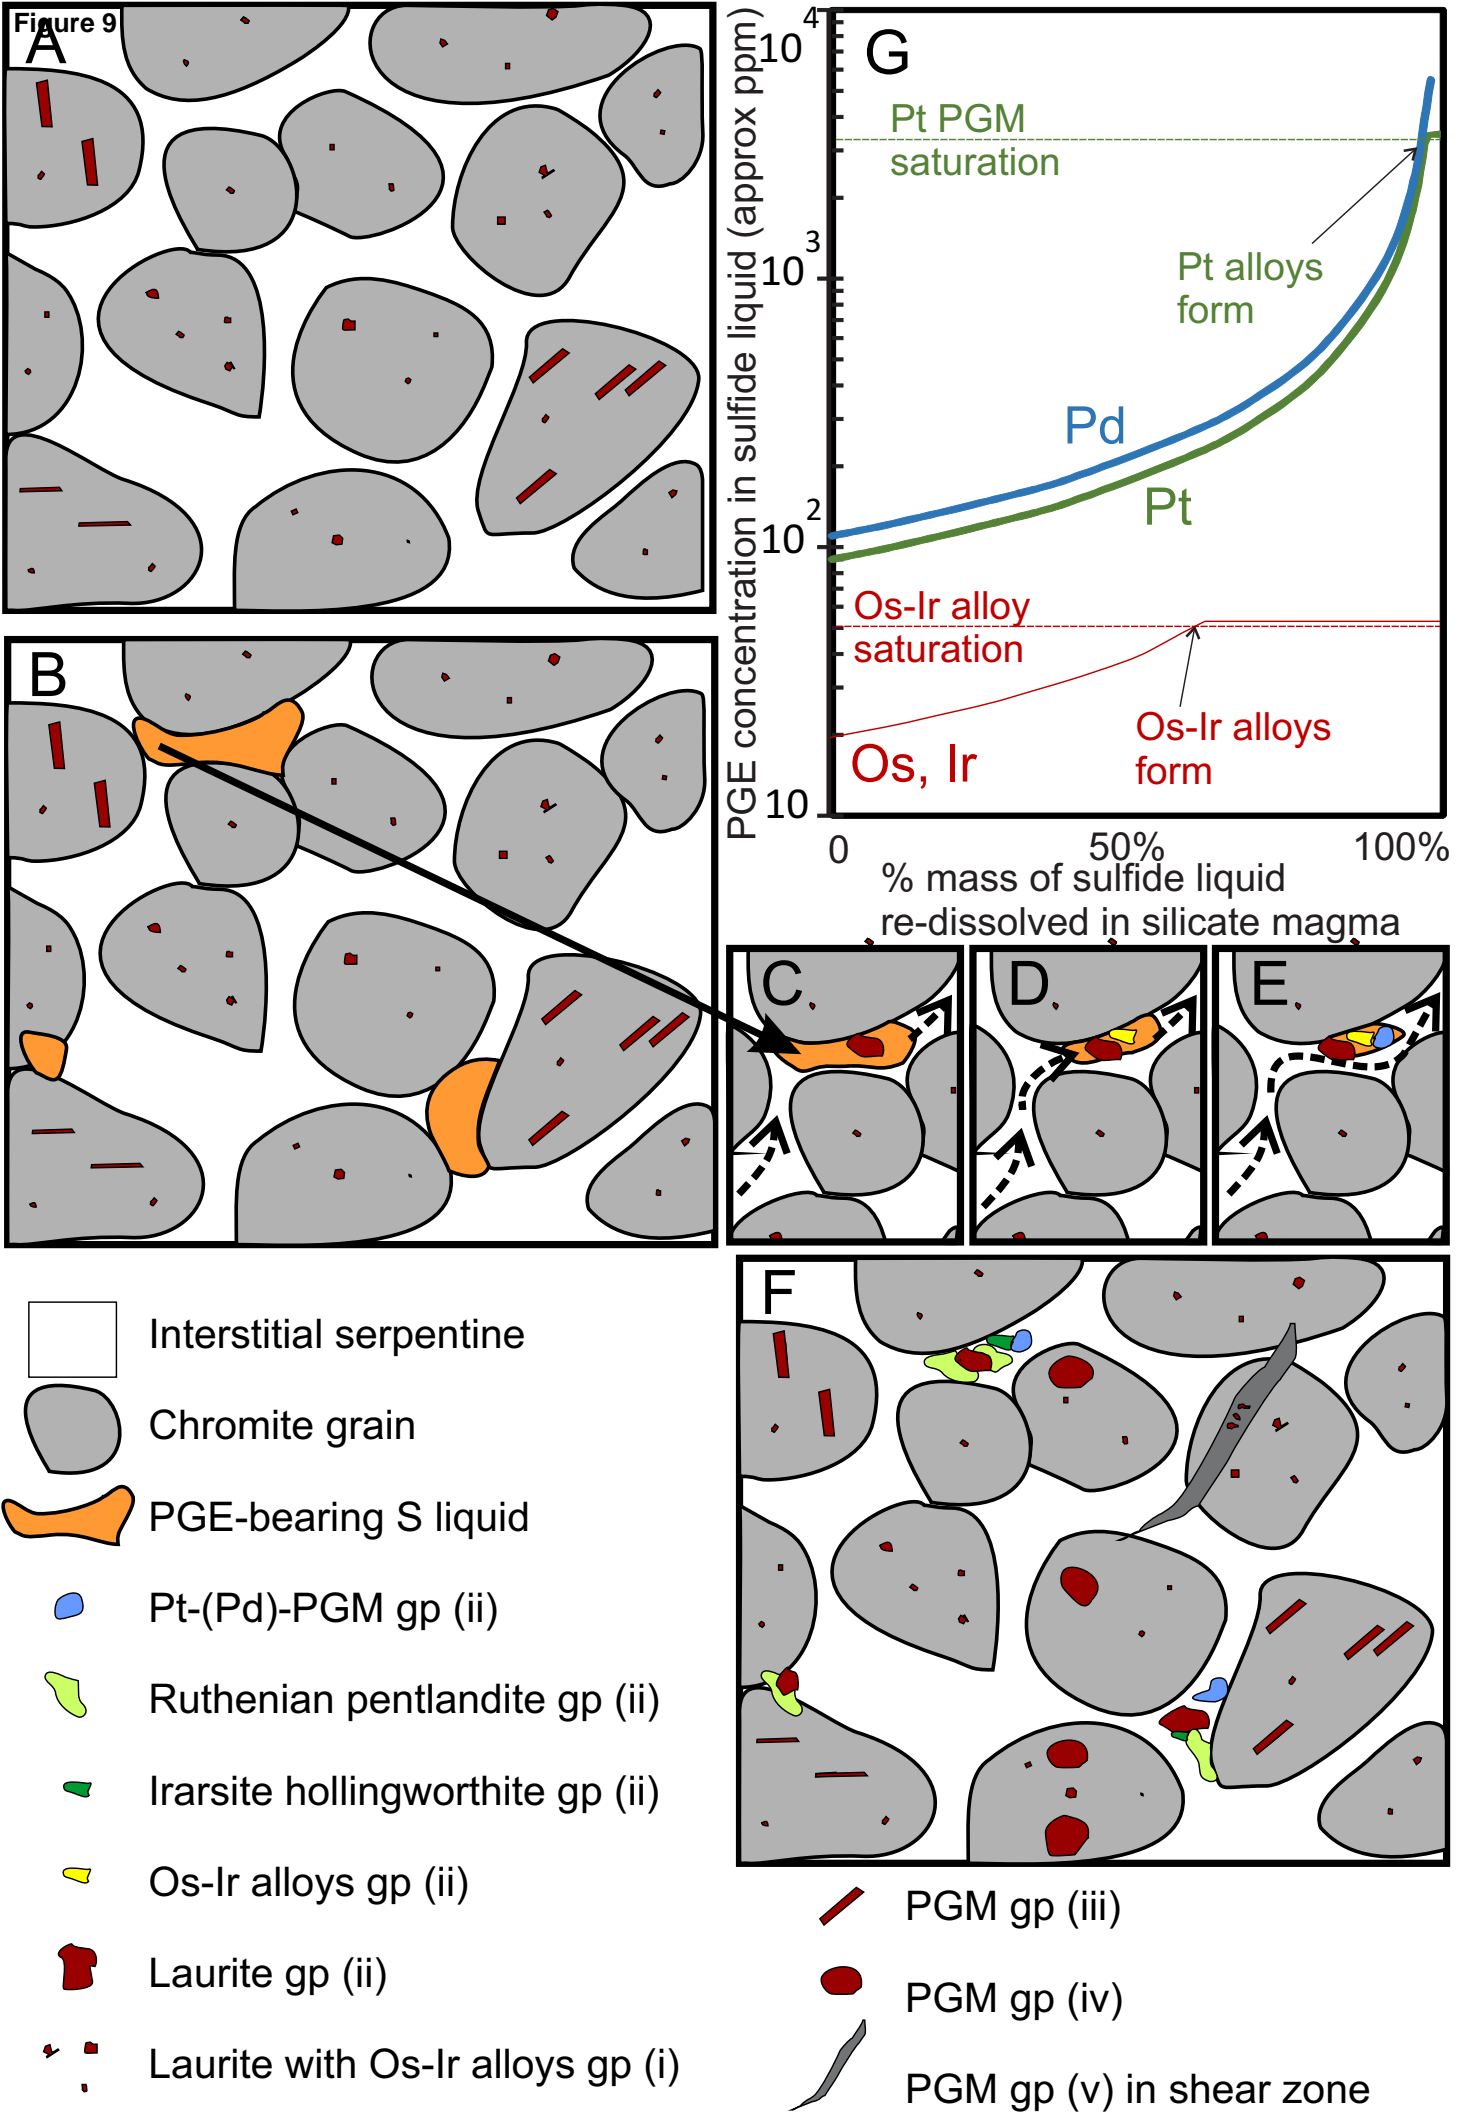 Figure 9
A
G
PGE concentration in sulfide liquid (approx ppm)
10 4
10 3
10 2
10
Pt PGM
saturation
Pt alloys
form
Pd
Pt
Os-Ir alloy
saturation
Os, Ir
Os-Ir alloys
form
0
50%
100%
% mass of sulfide liquid
re-dissolved in silicate magma
B
C
D
E
F
Interstitial serpentine
Chromite grain
PGE-bearing S liquid
Pt-(Pd)-PGM gp (ii)
Ruthenian pentlandite gp (ii)
Irarsite hollingworthite gp (ii)
Os-Ir alloys gp (ii)
Laurite gp (ii)
Laurite with Os-Ir alloys gp (i)
PGM gp (iii)
PGM gp (iv)
PGM gp (v) in shear zone